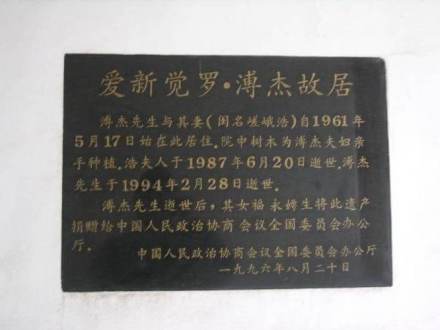 爱新觉罗·溥杰故居
溥杰先生与其妻(闺名嵯峨浩)自1961年
5月17日始在此居住.院中树木为溥杰夫妇亲
手种植.浩夫人于1987年6月20日逝世.溥杰
先生于1994年2月28日逝世.
溥杰先生逝世后,其女福永嫮生将此遗产
捐赠给中国人民政治协商会议全国委员会办公
厅.
中国人民政治协商会议全国委员会办公厅
一九九六年八月二十日